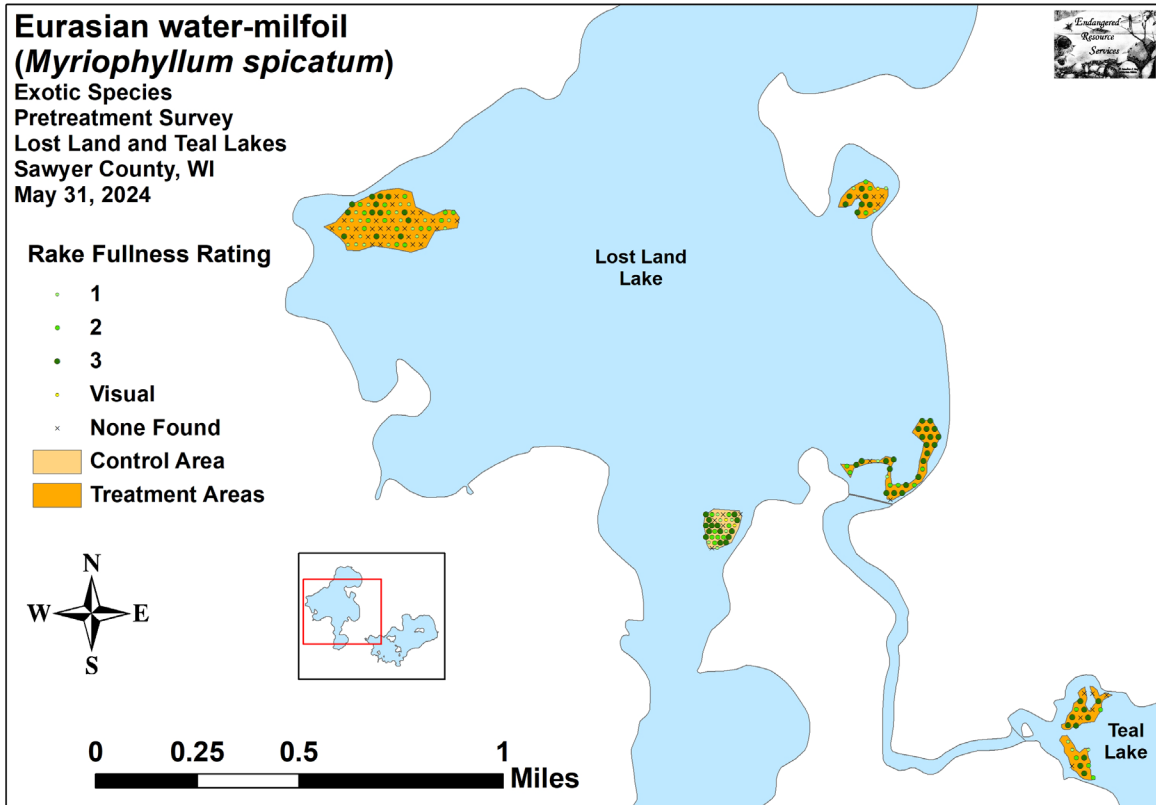 Eurasian water-milfoil
(Myriophyllum spicatum)
Exotic Species
Pretreatment Survey
Lost Land and Teal Lakes
Sawyer County, WI
May 31, 2024
Endangered
Resource
Services
Rake Fullness Rating
1
2
3
Visual
None Found
Control Area
Treatment Areas
Lost Land
Lake
N
W E
S
Teal
Lake
0 0.25 0.5 1
Miles